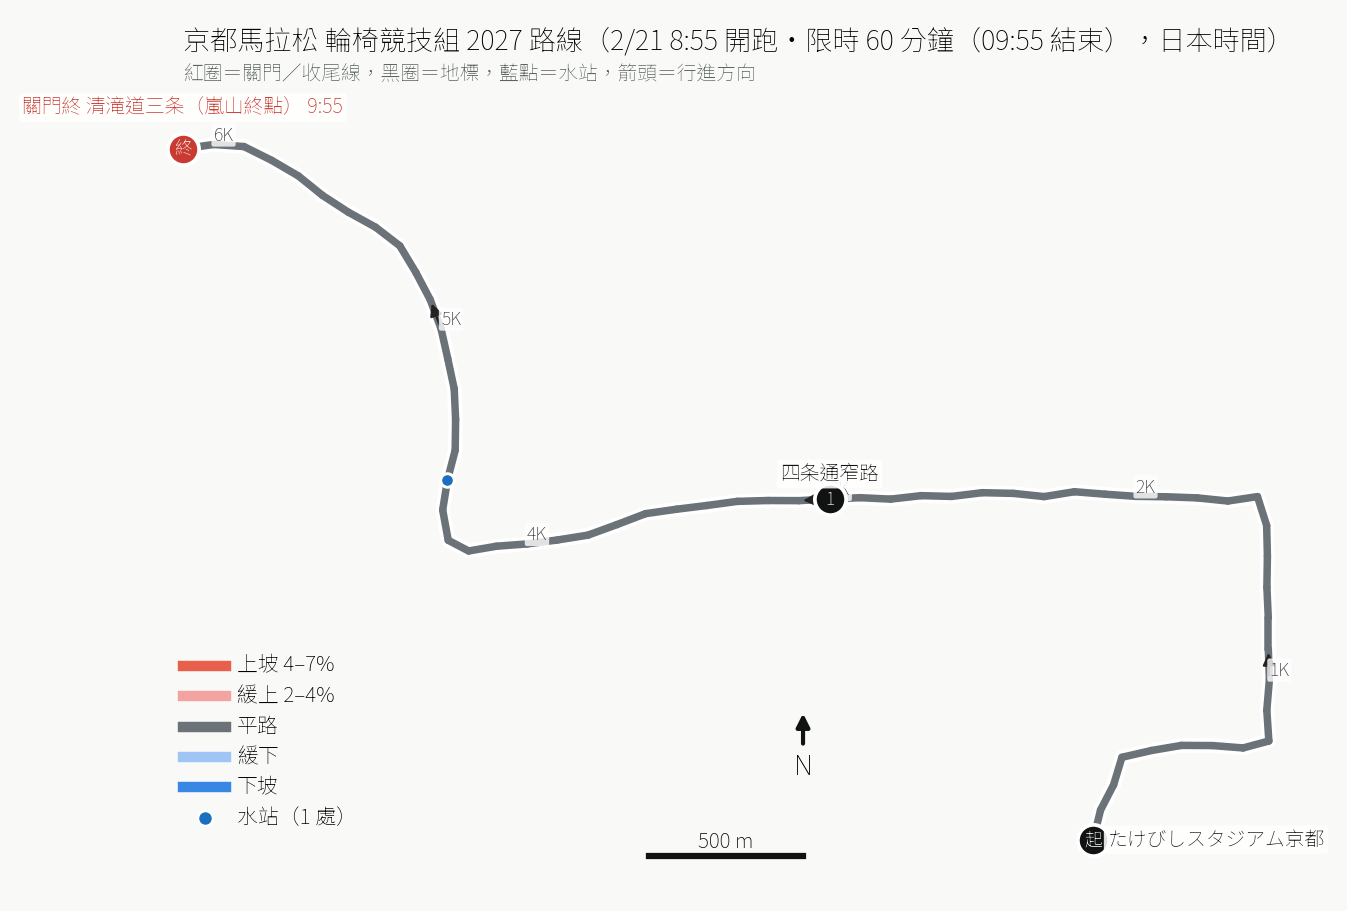 京都馬拉松 輪椅競技組 2027 路線（2/21 8:55 開跑・限時 60 分鐘（09:55 結束），日本時間）
紅圈＝關門／收尾線，黑圈＝地標，藍點＝水站，箭頭＝行進方向
關門終 清滝道三条（嵐山終點） 9:55
終
6K
5K
四条通窄路
1
2K
4K
1K
上坡 4–7%
緩上 2–4%
平路
緩下
下坡
水站（1 處）
N
500 m
起
たけびしスタジアム京都